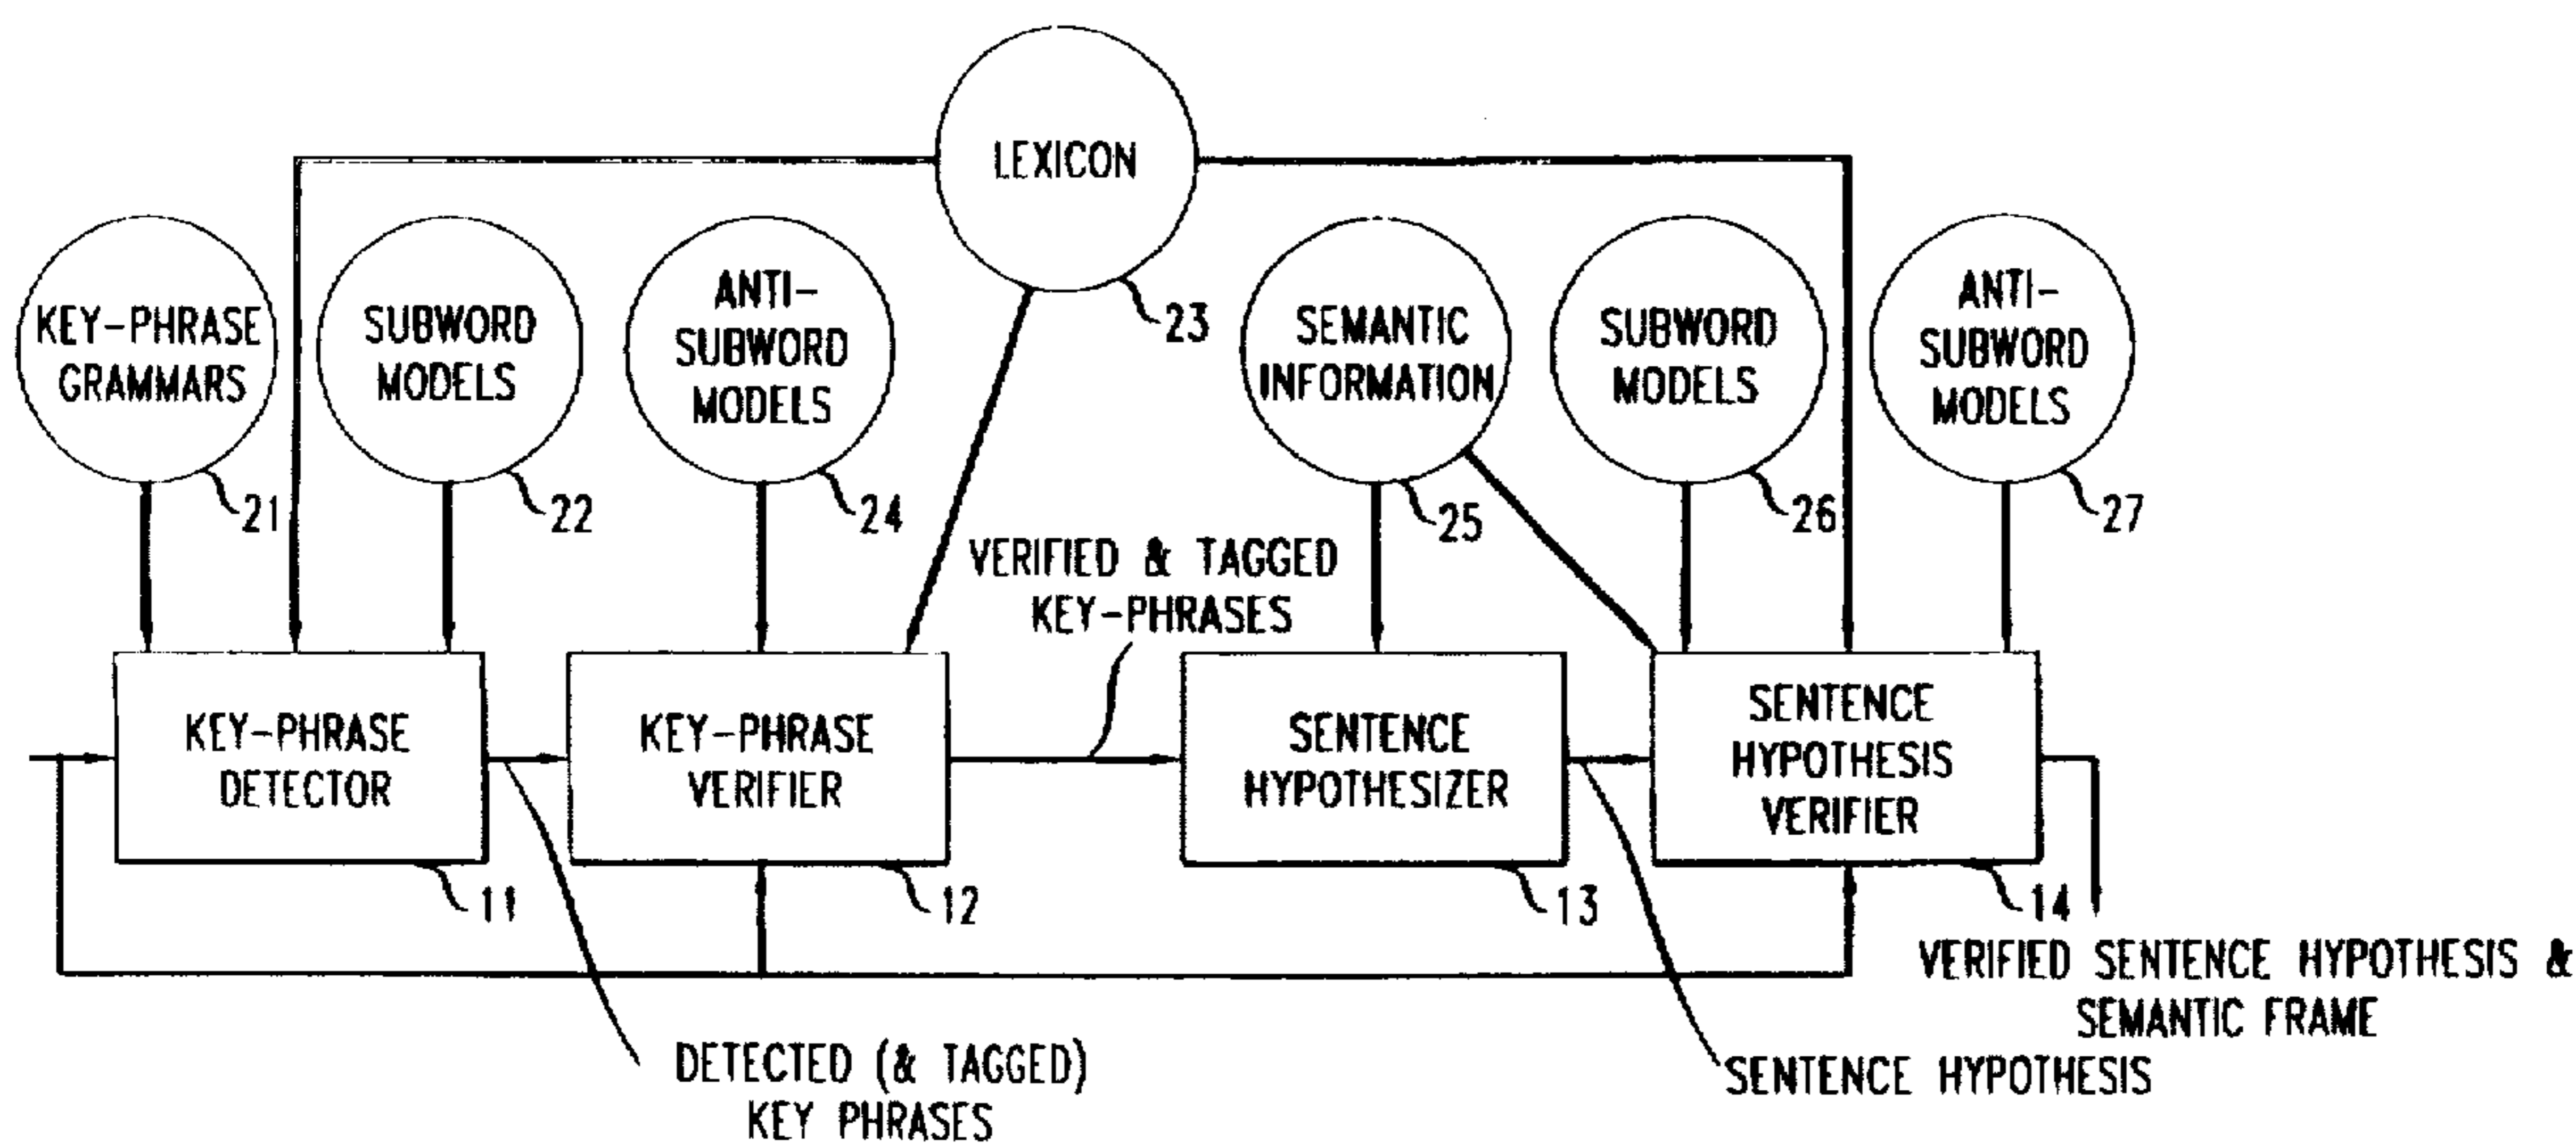 LEXICON
23
KEY-PHRASE
GRAMMARS
21
SUBWORD
MODELS
22
ANTI-
SUBWORD
MODELS
24
SEMANTIC
INFORMATION
25
SUBWORD
MODELS
26
ANTI-
SUBWORD
MODELS
27
VERIFIED & TAGGED
KEY-PHRASES
KEY-PHRASE
DETECTOR
11
KEY-PHRASE
VERIFIER
12
SENTENCE
HYPOTHESIZER
13
SENTENCE
HYPOTHESIS
VERIFIER
14
VERIFIED SENTENCE HYPOTHESIS &
SEMANTIC FRAME
DETECTED (& TAGGED)
KEY PHRASES
SENTENCE HYPOTHESIS